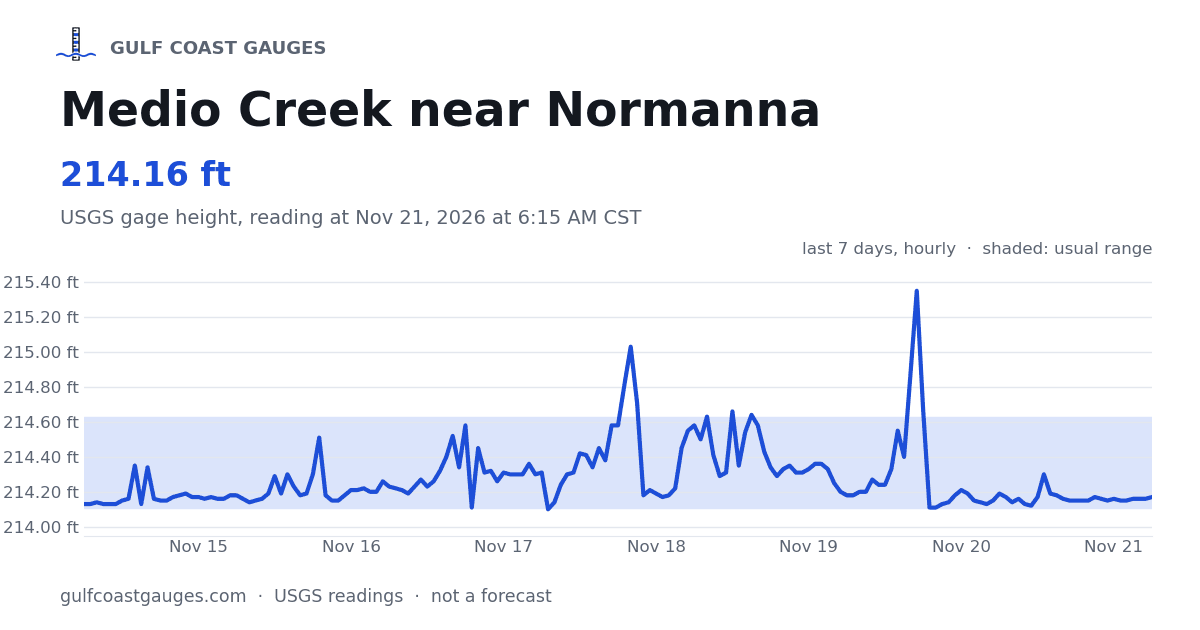 GULF COAST GAUGES
Medio Creek near Normanna
214.16 ft
USGS gage height, reading at Nov 21, 2026 at 6:15 AM CST
last 7 days, hourly · shaded: usual range
215.40 ft
215.20 ft
215.00 ft
214.80 ft
214.60 ft
214.40 ft
214.20 ft
214.00 ft
Nov 15 Nov 16 Nov 17 Nov 18 Nov 19 Nov 20 Nov 21
gulfcoastgauges.com · USGS readings · not a forecast